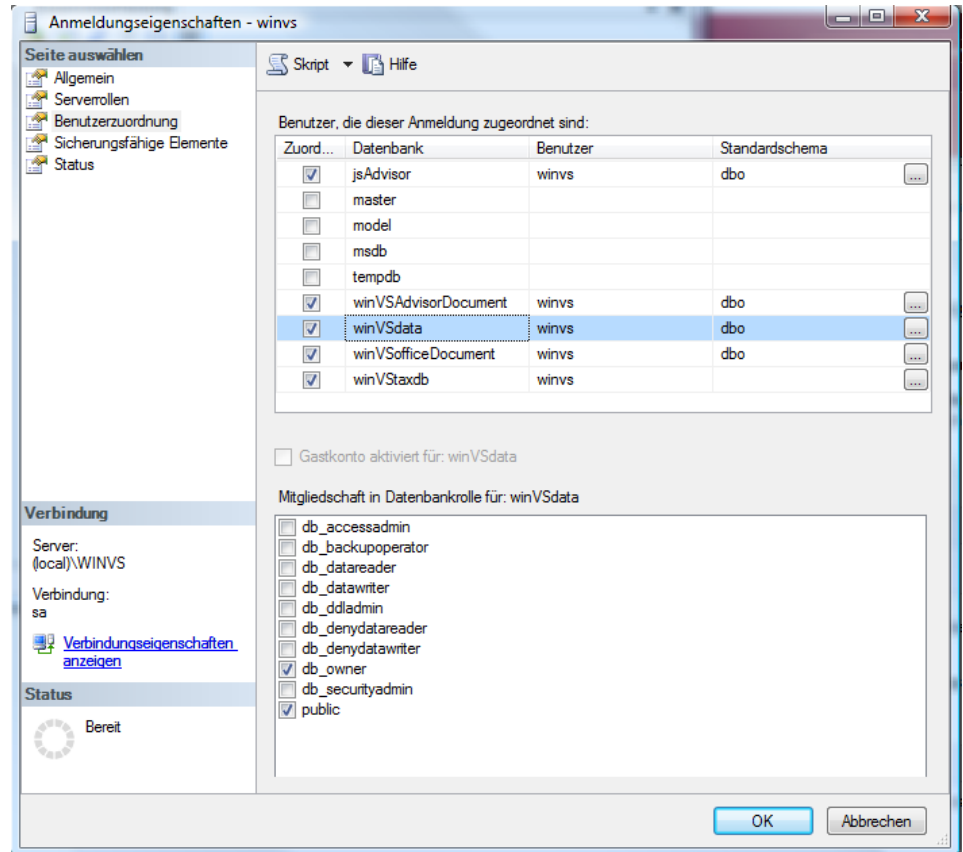 Anmeldungseigenschaften - winvs
Seite auswählen
Allgemein
Serverrollen
Benutzerzuordnung
Sicherungsfähige Elemente
Status
Skript
Hilfe
Benutzer, die dieser Anmeldung zugeordnet sind:
Zuord... Datenbank Benutzer Standardschema
jsAdvisor winvs dbo ...
master
model
msdb
tempdb
winVSAdvisorDocument winvs dbo ...
winVSdata winvs dbo ...
winVSofficeDocument winvs dbo ...
winVStaxdb winvs ...
Gastkonto aktiviert für: winVSdata
Mitgliedschaft in Datenbankrolle für: winVSdata
db_accessadmin
db_backupoperator
db_datareader
db_datawriter
db_ddladmin
db_denydatareader
db_denydatawriter
db_owner
db_securityadmin
public
Verbindung
Server:
(local)\WINVS
Verbindung:
sa
Verbindungseigenschaften
anzeigen
Status
Bereit
OK Abbrechen